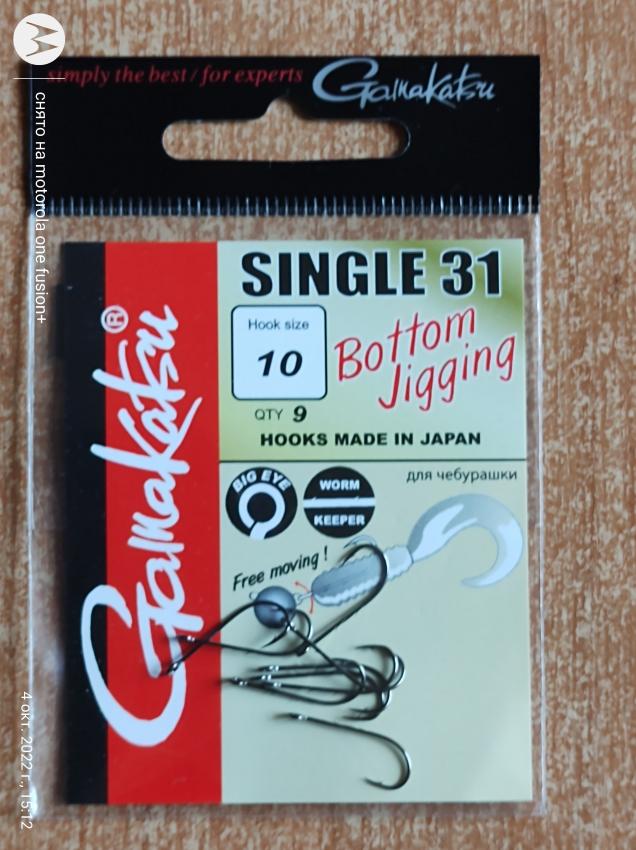 simply the best / for experts
Gamakatsu
снято на motorola one fusion+
4 окт. 2022 г., 15:12
Gamakatsu®
SINGLE 31
Hook size
10
Bottom
Jigging
QTY 9
HOOKS MADE IN JAPAN
BIG EYE
WORM
KEEPER
для чебурашки
Free moving !